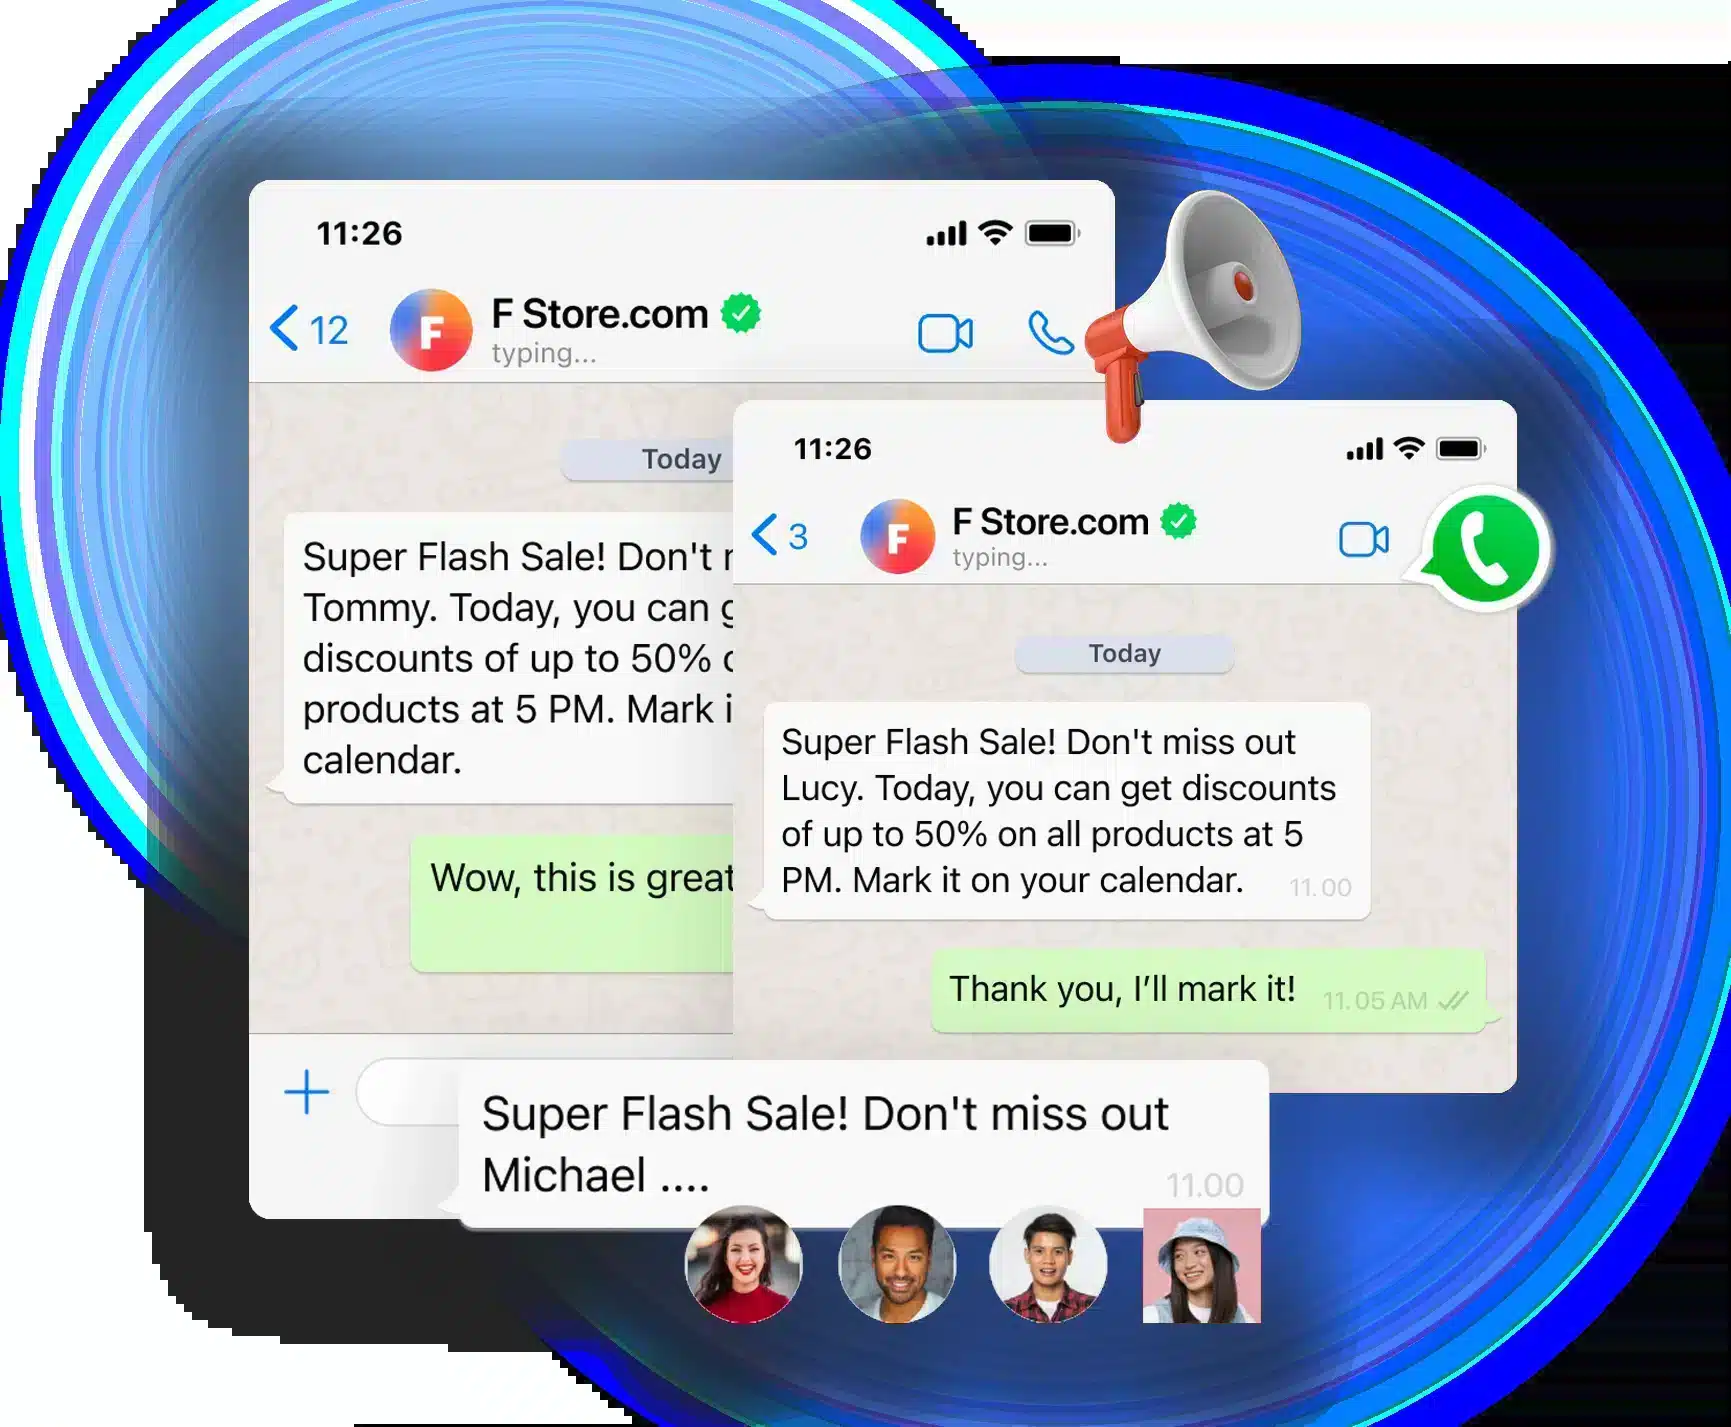 11:26
12
F
F Store.com
typing...
Today
Super Flash Sale! Don't
Tommy. Today, you can
discounts of up to 50%
products at 5 PM. Mark
calendar.
Wow, this is great
11:26
3
F
F Store.com
typing...
Today
Super Flash Sale! Don't miss out
Lucy. Today, you can get discounts
of up to 50% on all products at 5
PM. Mark it on your calendar. 11.00
Thank you, I’ll mark it! 11.05 AM
Super Flash Sale! Don't miss out
Michael .... 11.00